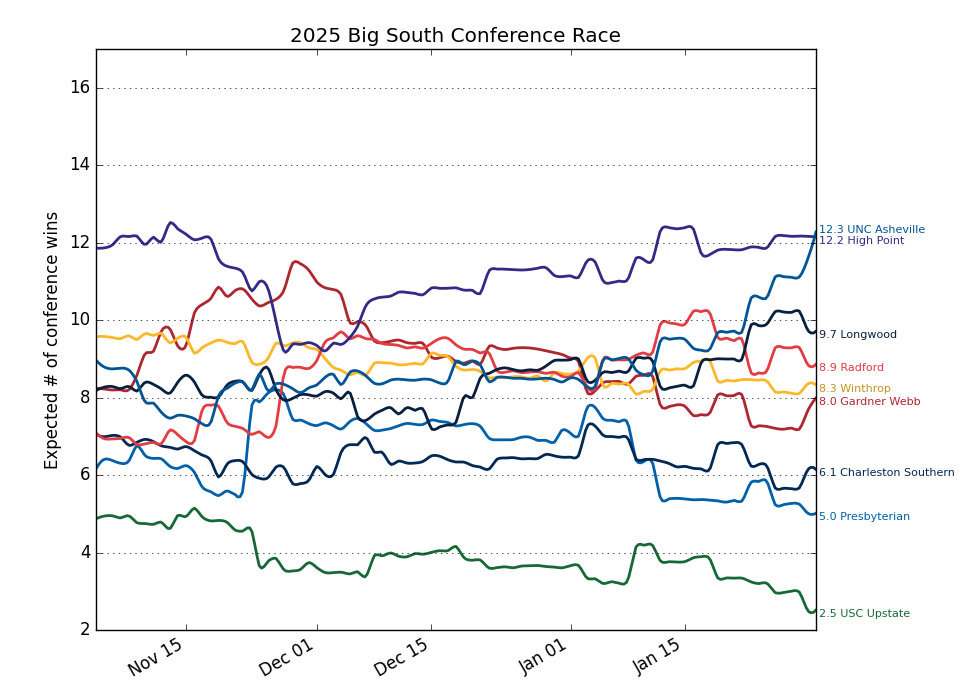 2025 Big South Conference Race
Expected # of conference wins
16
14
12
10
8
6
4
2
Nov 15
Dec 01
Dec 15
Jan 01
Jan 15
12.3 UNC Asheville
12.2 High Point
9.7 Longwood
8.9 Radford
8.3 Winthrop
8.0 Gardner Webb
6.1 Charleston Southern
5.0 Presbyterian
2.5 USC Upstate